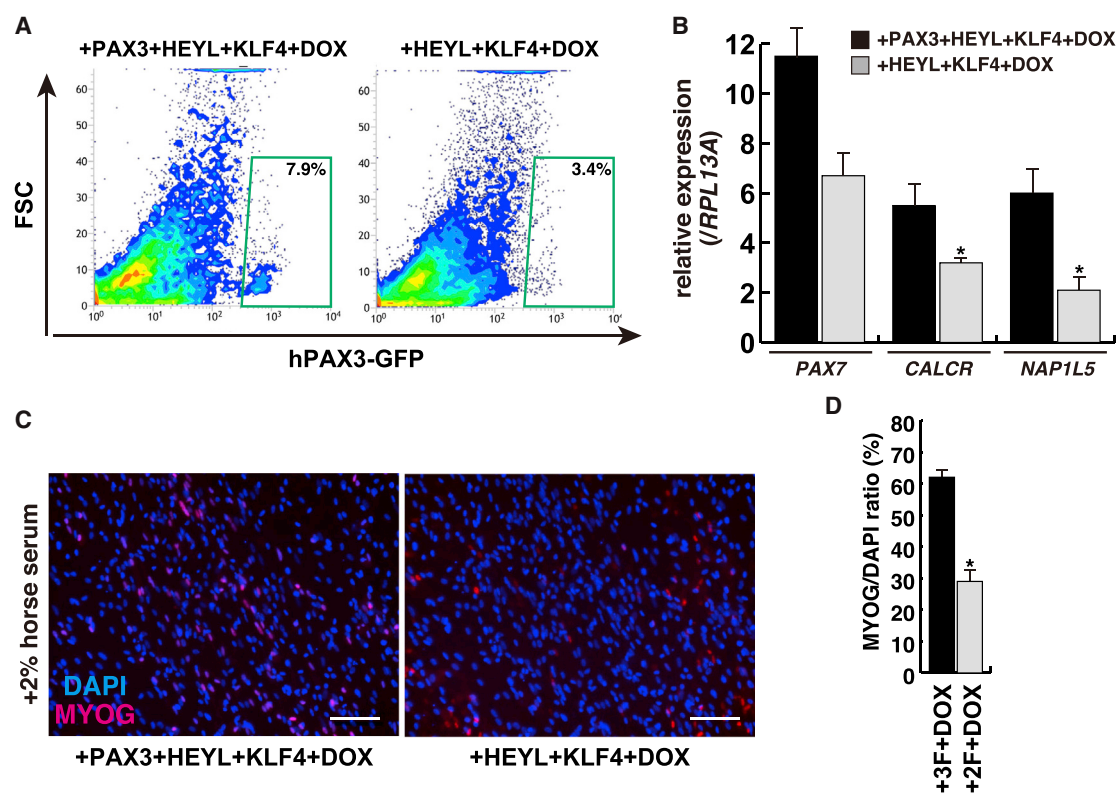 A
+PAX3+HEYL+KLF4+DOX
+HEYL+KLF4+DOX
FSC
60
50
40
30
20
10
0
7.9%
10⁰
10¹
10²
10³
10⁴
60
50
40
30
20
10
0
3.4%
10⁰
10¹
10²
10³
10⁴
hPAX3-GFP
B
+PAX3+HEYL+KLF4+DOX
+HEYL+KLF4+DOX
relative expression
(/RPL13A)
12
10
8
6
4
2
0
*
*
PAX7
CALCR
NAP1L5
C
+2% horse serum
DAPI
MYOG
+PAX3+HEYL+KLF4+DOX
+HEYL+KLF4+DOX
D
MYOG/DAPI ratio (%)
80
70
60
50
40
30
20
10
0
*
+3F+DOX
+2F+DOX